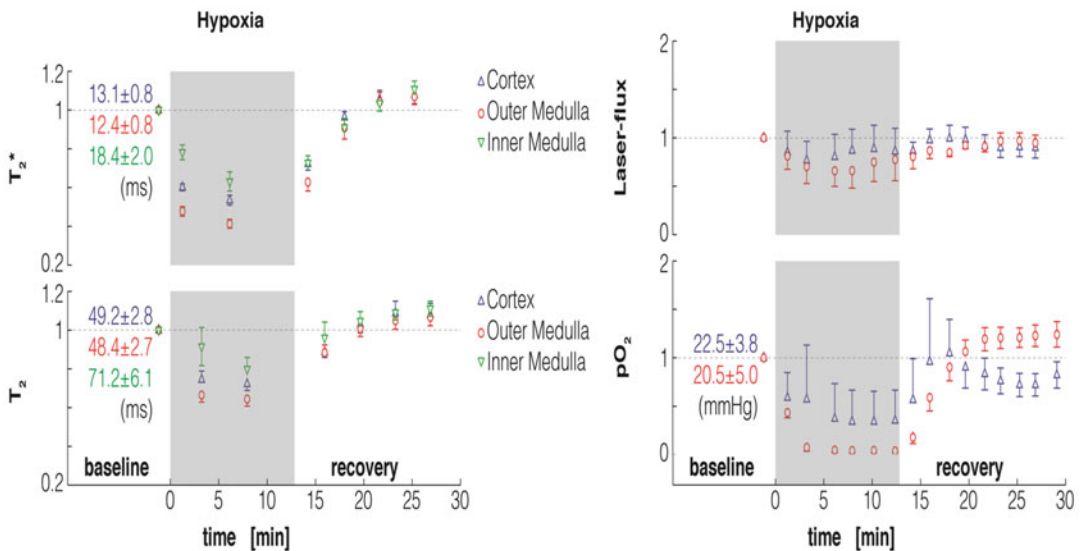 Hypoxia
1.2
1
0.2
T₂*
13.1±0.8
12.4±0.8
18.4±2.0
(ms)
Cortex
Outer Medulla
Inner Medulla
1.2
1
0.2
T₂
49.2±2.8
48.4±2.7
71.2±6.1
(ms)
baseline
recovery
Cortex
Outer Medulla
Inner Medulla
0 5 10 15 20 25 30
time [min]
Hypoxia
2
1
0
Laser-flux
2
1
0
pO₂
22.5±3.8
20.5±5.0
(mmHg)
baseline
recovery
0 5 10 15 20 25 30
time [min]